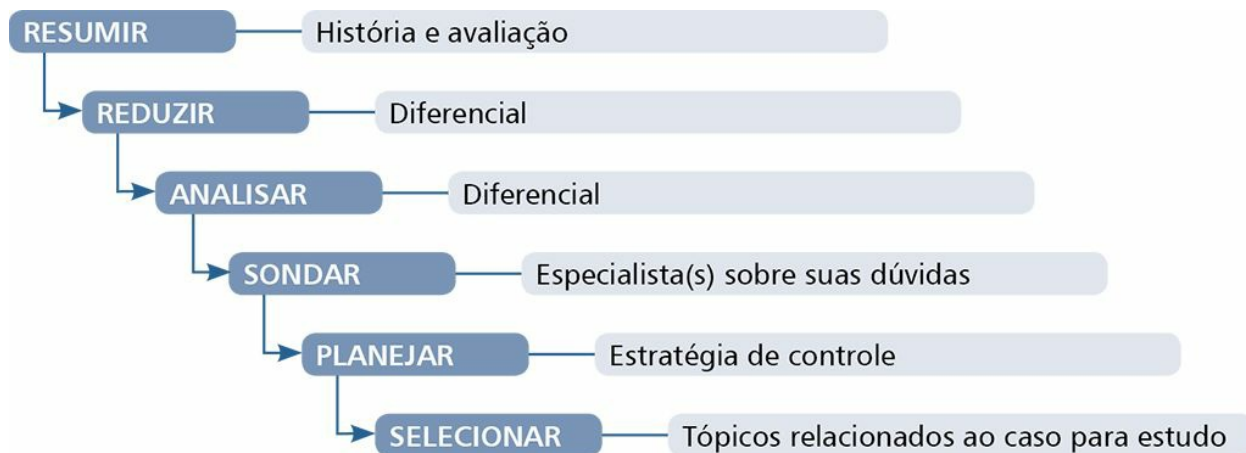 RESUMIR História e avaliação
REDUZIR Diferencial
ANALISAR Diferencial
SONDAR Especialista(s) sobre suas dúvidas
PLANEJAR Estratégia de controle
SELECIONAR Tópicos relacionados ao caso para estudo